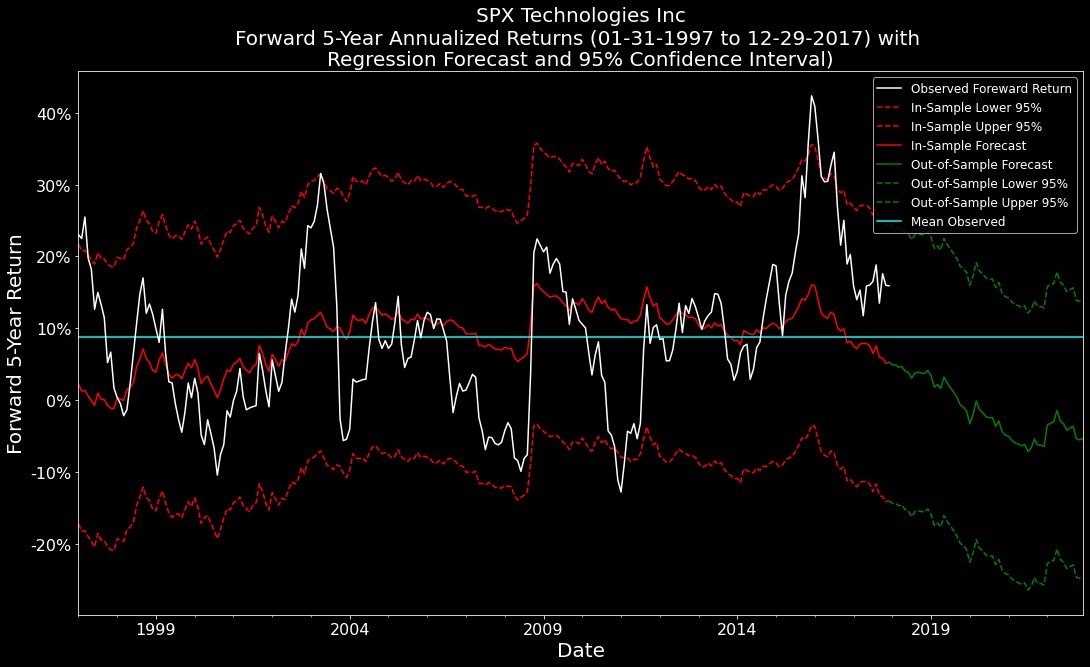 SPX Technologies Inc
Forward 5-Year Annualized Returns (01-31-1997 to 12-29-2017) with
Regression Forecast and 95% Confidence Interval)
Observed Foreward Return
In-Sample Lower 95%
In-Sample Upper 95%
In-Sample Forecast
Out-of-Sample Forecast
Out-of-Sample Lower 95%
Out-of-Sample Upper 95%
Mean Observed
Forward 5-Year Return
40%
30%
20%
10%
0%
-10%
-20%
1999
2004
2009
2014
2019
Date